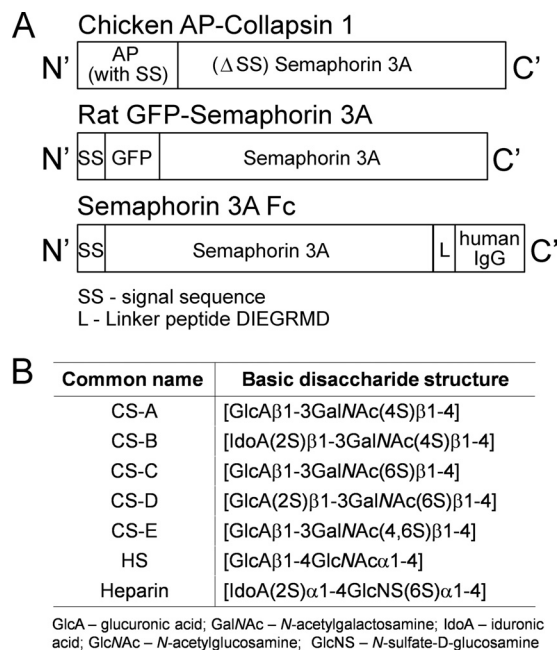 A
Chicken AP-Collapsin 1
N’ AP (with SS) (ΔSS) Semaphorin 3A C’
Rat GFP-Semaphorin 3A
N’ SS GFP Semaphorin 3A C’
Semaphorin 3A Fc
N’ SS Semaphorin 3A L human IgG C’
SS - signal sequence
L - Linker peptide DIEGRMD
B
Common name Basic disaccharide structure
CS-A [GlcAβ1-3GalNAc(4S)β1-4]
CS-B [IdoA(2S)β1-3GalNAc(4S)β1-4]
CS-C [GlcAβ1-3GalNAc(6S)β1-4]
CS-D [GlcA(2S)β1-3GalNAc(6S)β1-4]
CS-E [GlcAβ1-3GalNAc(4,6S)β1-4]
HS [GlcAβ1-4GlcNAcα1-4]
Heparin [IdoA(2S)α1-4GlcNS(6S)α1-4]
GlcA – glucuronic acid; GalNAc – N-acetylgalactosamine; IdoA – iduronic
acid; GlcNAc – N-acetylglucosamine; GlcNS – N-sulfate-D-glucosamine